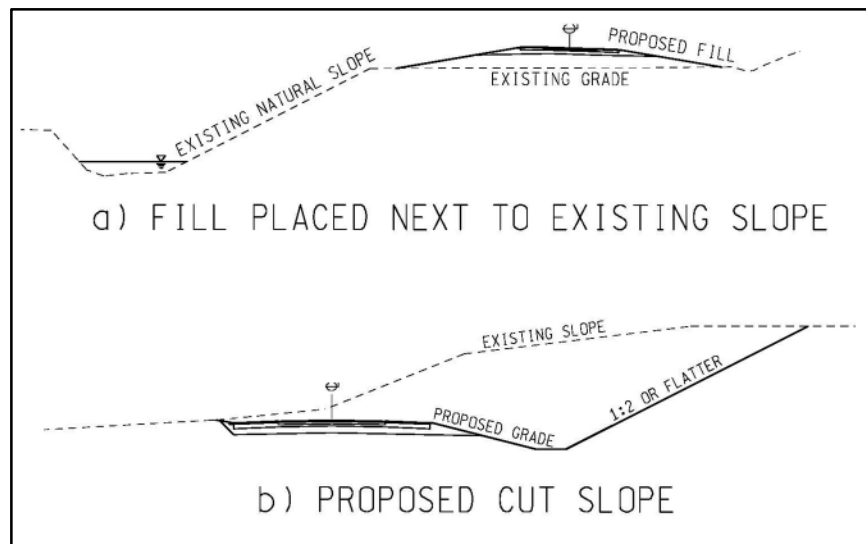 PROPOSED FILL
EXISTING GRADE
EXISTING NATURAL SLOPE
a) FILL PLACED NEXT TO EXISTING SLOPE
EXISTING SLOPE
1:2 OR FLATTER
PROPOSED GRADE
b) PROPOSED CUT SLOPE